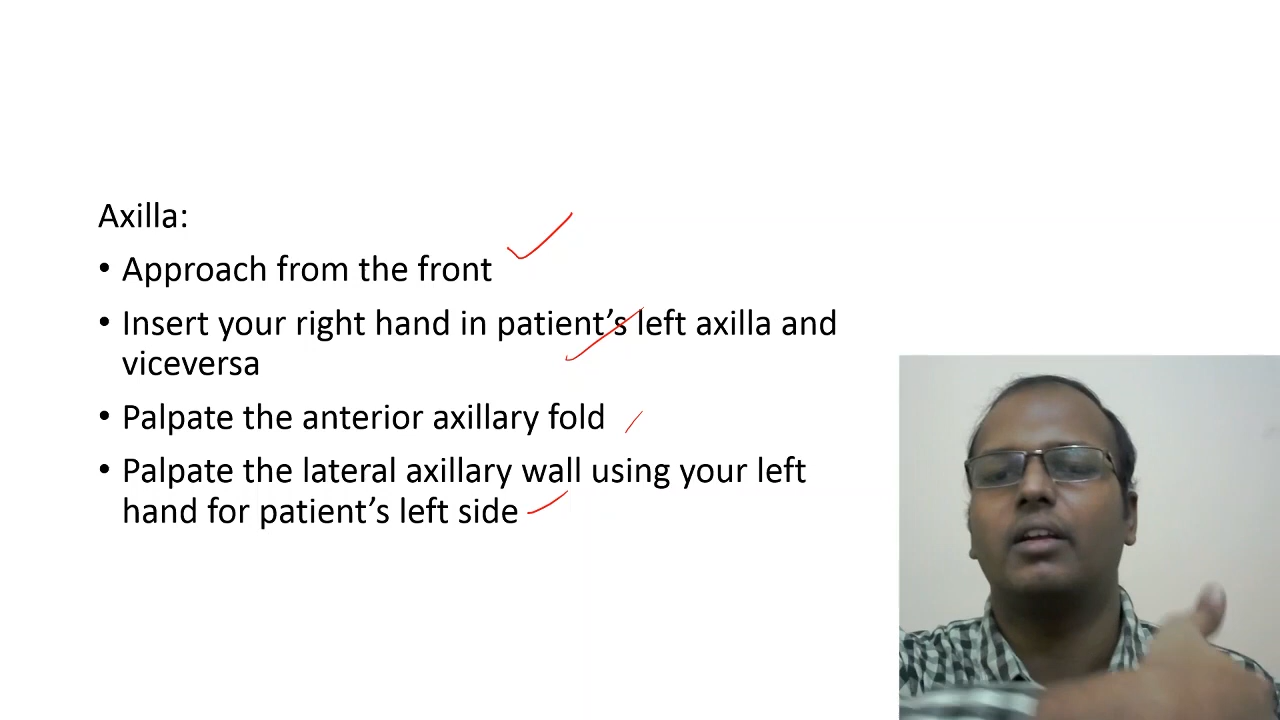 Axilla:
• Approach from the front
• Insert your right hand in patient's left axilla and
viceversa
• Palpate the anterior axillary fold
• Palpate the lateral axillary wall using your left
hand for patient's left side